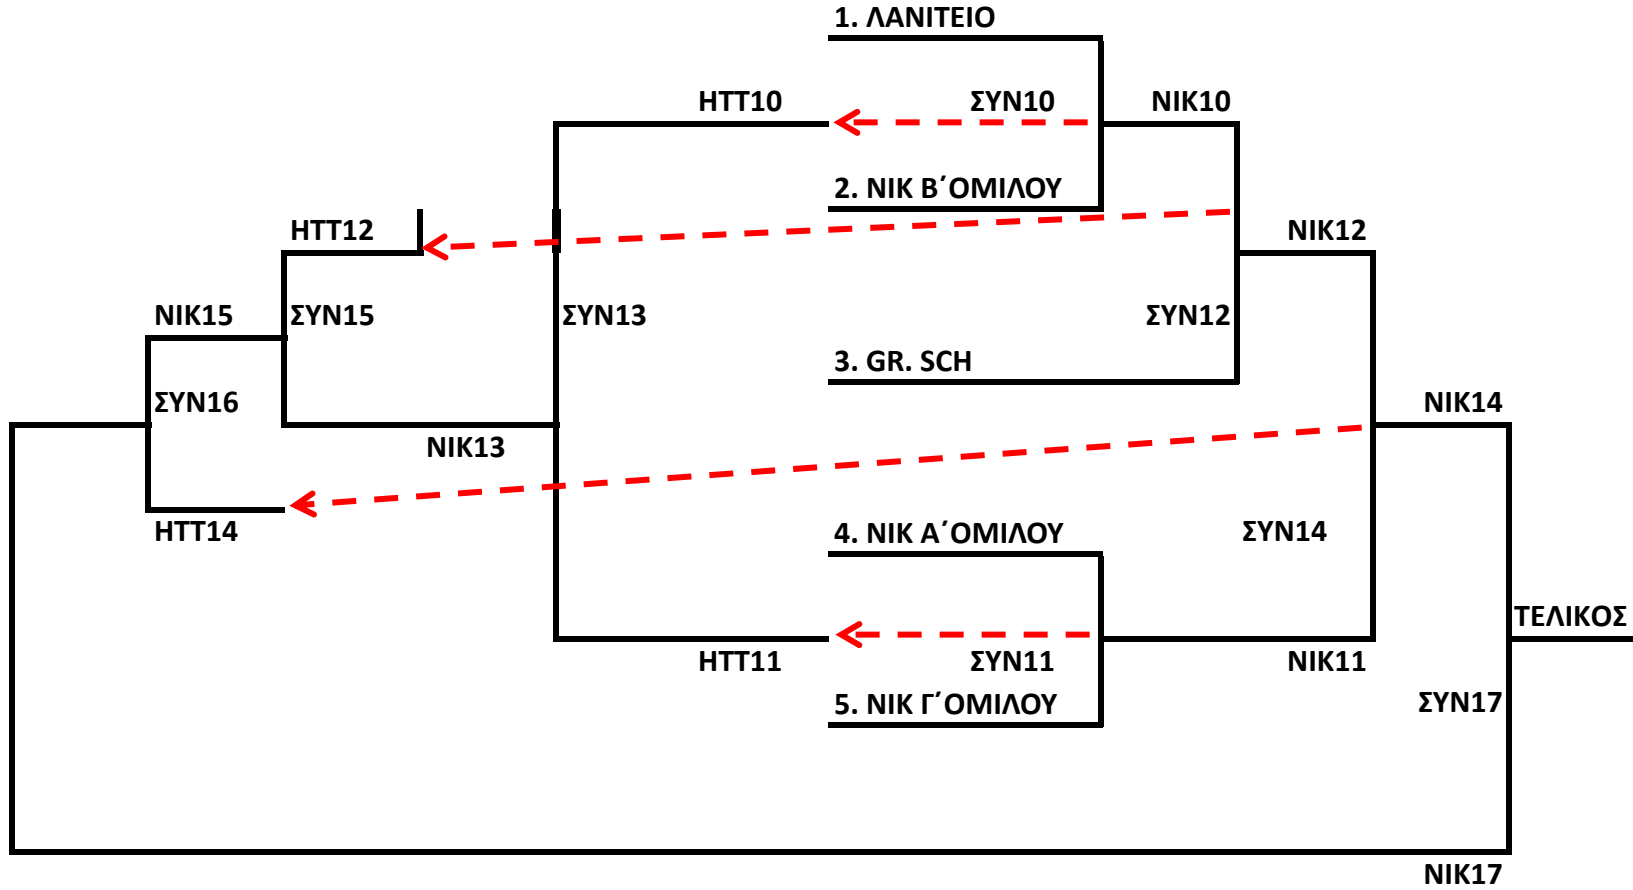 1. ΛΑΝΙΤΕΙΟ
ΗΤΤ10
ΣΥΝ10
ΝΙΚ10
2. ΝΙΚ Β΄ΟΜΙΛΟΥ
ΗΤΤ12
ΝΙΚ12
ΝΙΚ15
ΣΥΝ15
ΣΥΝ13
ΣΥΝ12
3. GR. SCH
ΣΥΝ16
ΝΙΚ14
ΝΙΚ13
ΗΤΤ14
4. ΝΙΚ Α΄ΟΜΙΛΟΥ
ΣΥΝ14
ΤΕΛΙΚΟΣ
ΗΤΤ11
ΣΥΝ11
ΝΙΚ11
5. ΝΙΚ Γ΄ΟΜΙΛΟΥ
ΣΥΝ17
ΝΙΚ17